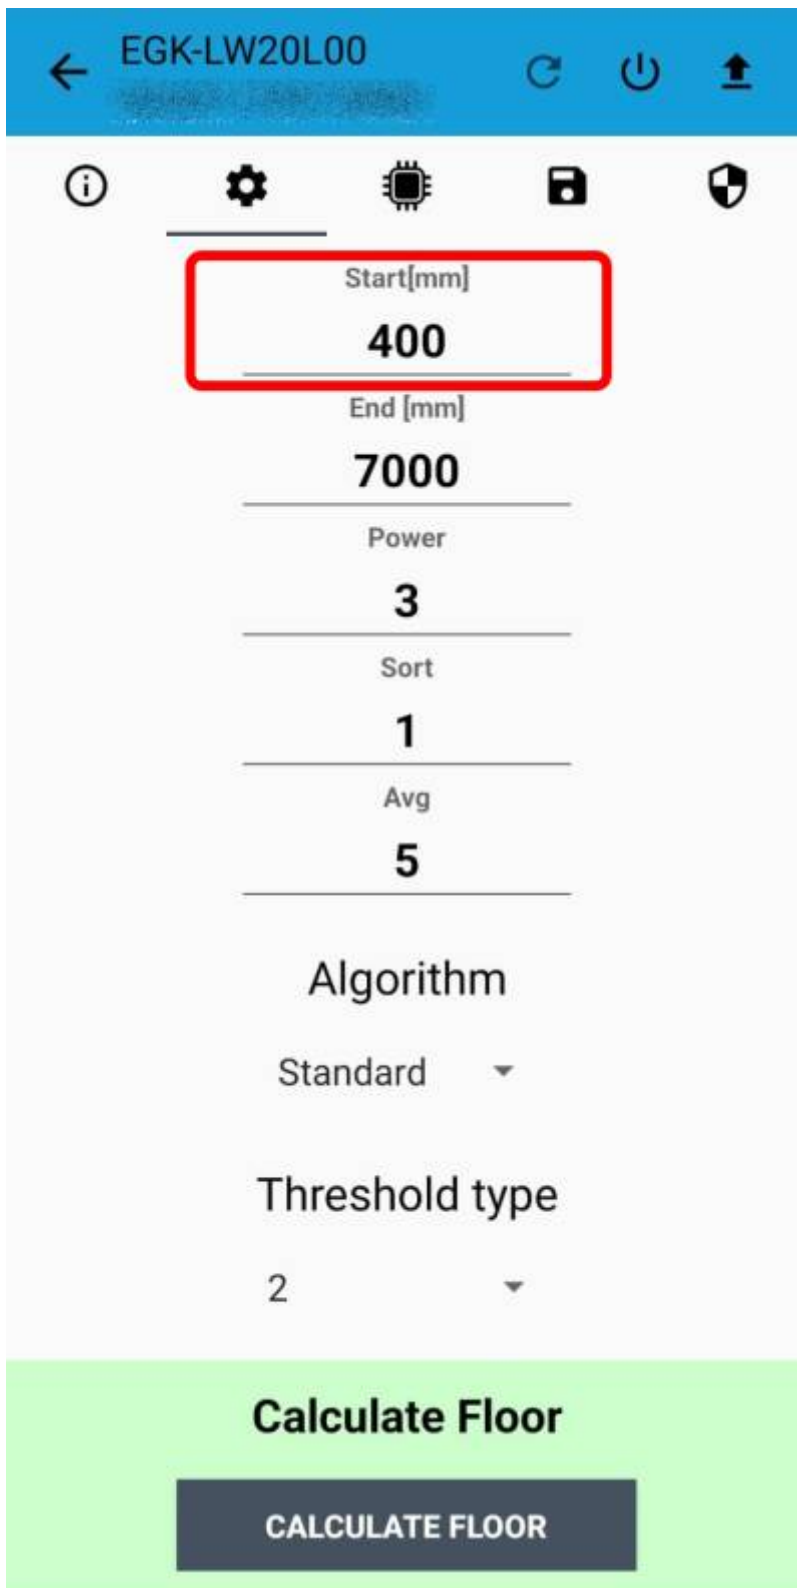 EGK-LW20L00
Start[mm]
400
End [mm]
7000
Power
3
Sort
1
Avg
5
Algorithm
Standard
Threshold type
2
Calculate Floor
CALCULATE FLOOR